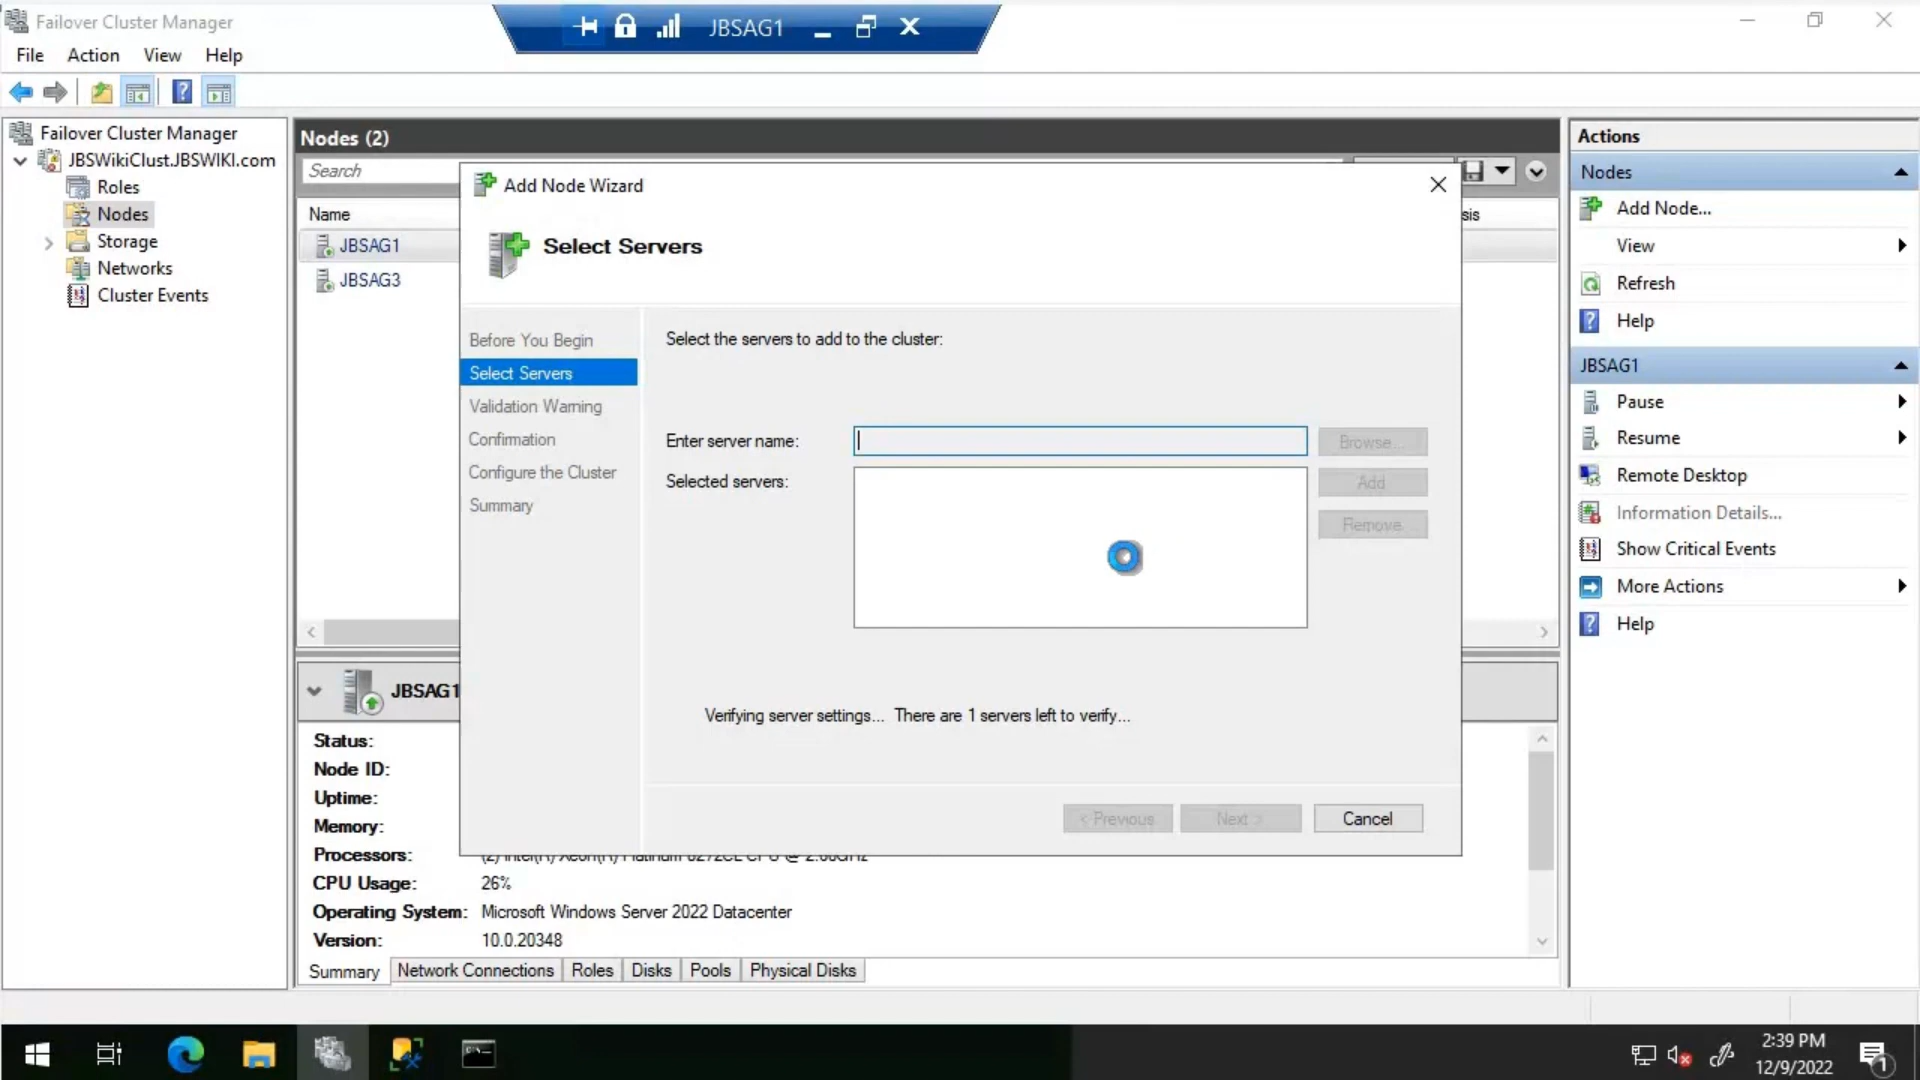 Failover Cluster Manager
JBSAG1
File Action View Help
Failover Cluster Manager
JBSWikiClust.JBSWIKI.com
Roles
Nodes
Storage
Networks
Cluster Events
Nodes (2)
Search
Name
sis
JBSAG1
JBSAG3
Add Node Wizard
Select Servers
Before You Begin
Select Servers
Validation Warning
Confirmation
Configure the Cluster
Summary
Select the servers to add to the cluster:
Enter server name:
Browse...
Selected servers:
Add
Remove
Verifying server settings... There are 1 servers left to verify...
< Previous
Next >
Cancel
JBSAG1
Status:
Node ID:
Uptime:
Memory:
Processors:
CPU Usage: 26%
Operating System: Microsoft Windows Server 2022 Datacenter
Version: 10.0.20348
Summary Network Connections Roles Disks Pools Physical Disks
Actions
Nodes
Add Node...
View
Refresh
Help
JBSAG1
Pause
Resume
Remote Desktop
Information Details...
Show Critical Events
More Actions
Help
2:39 PM
12/9/2022
1